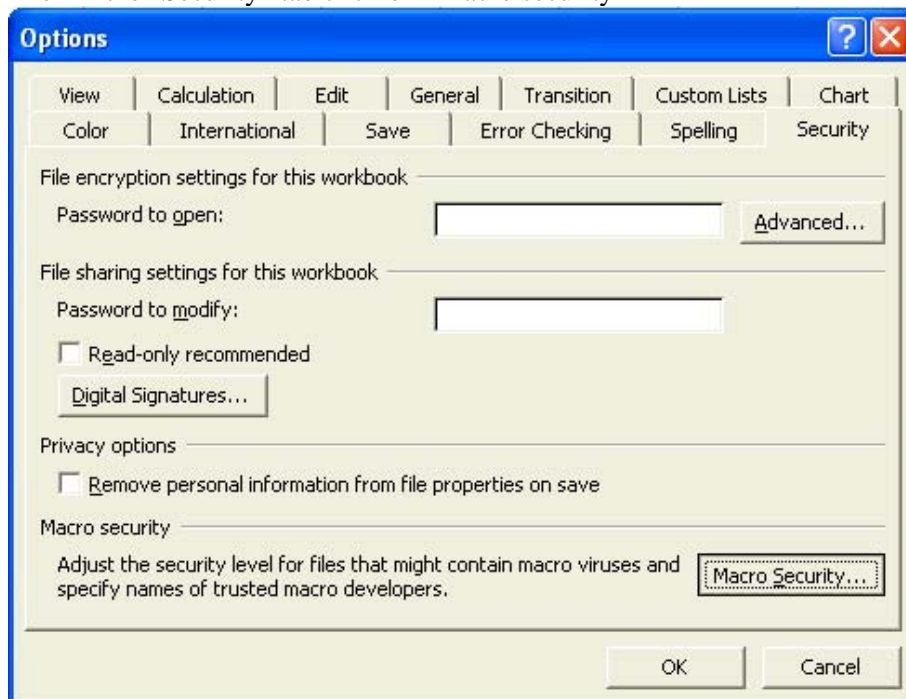 Options
View Calculation Edit General Transition Custom Lists Chart
Color International Save Error Checking Spelling Security
File encryption settings for this workbook
Password to open:
Advanced...
File sharing settings for this workbook
Password to modify:
Read-only recommended
Digital Signatures...
Privacy options
Remove personal information from file properties on save
Macro security
Adjust the security level for files that might contain macro viruses and
specify names of trusted macro developers.
Macro Security...
OK Cancel